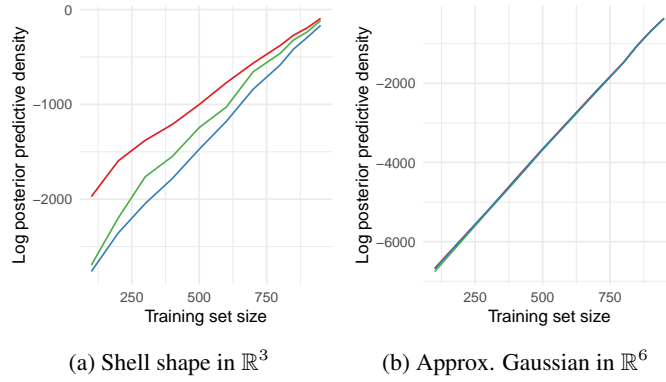 0
−1000
−2000
Log posterior predictive density
250
500
750
Training set size
(a) Shell shape in ℝ³
−2000
−4000
−6000
Log posterior predictive density
250
500
750
Training set size
(b) Approx. Gaussian in ℝ⁶